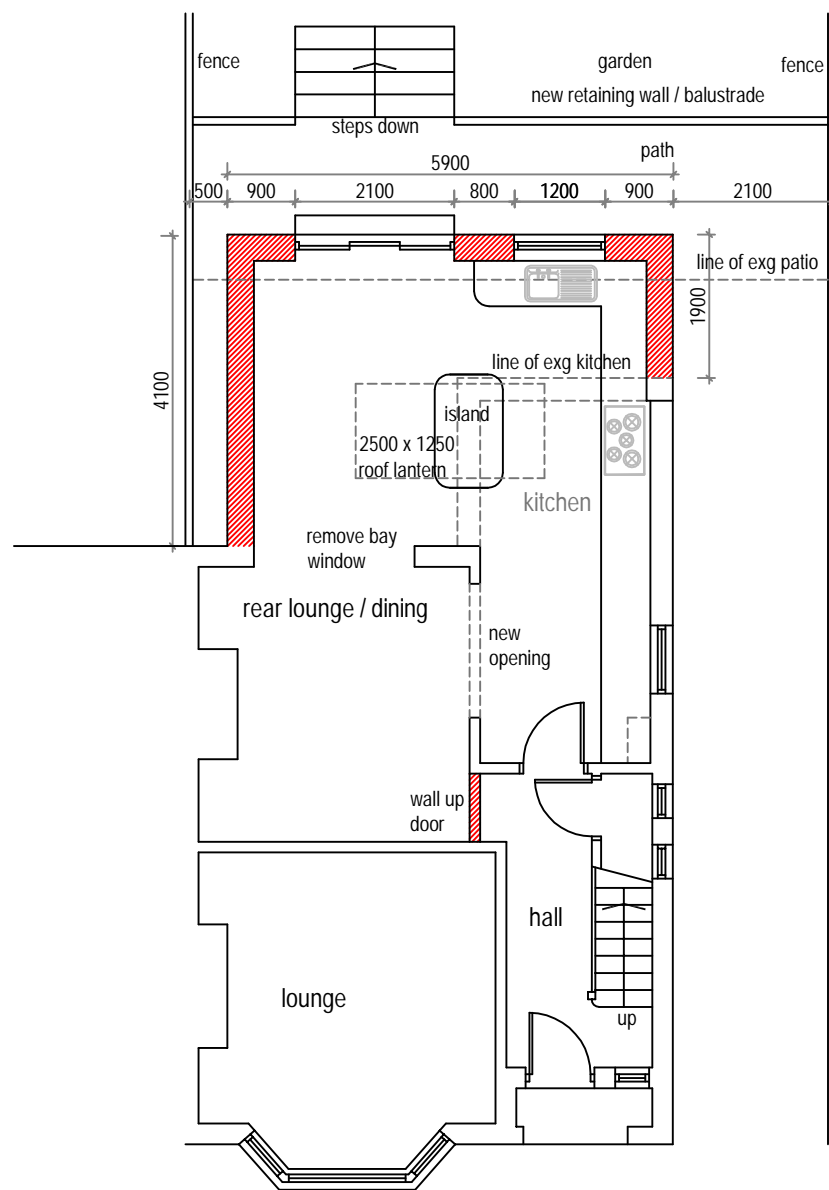 fence
garden
fence
new retaining wall / balustrade
steps down
path
5900
500 900 2100 800 1200 900 2100
line of exg patio
1900
4100
line of exg kitchen
island
2500 x 1250
roof lantern
kitchen
remove bay
window
rear lounge / dining
new
opening
wall up
door
hall
lounge
up